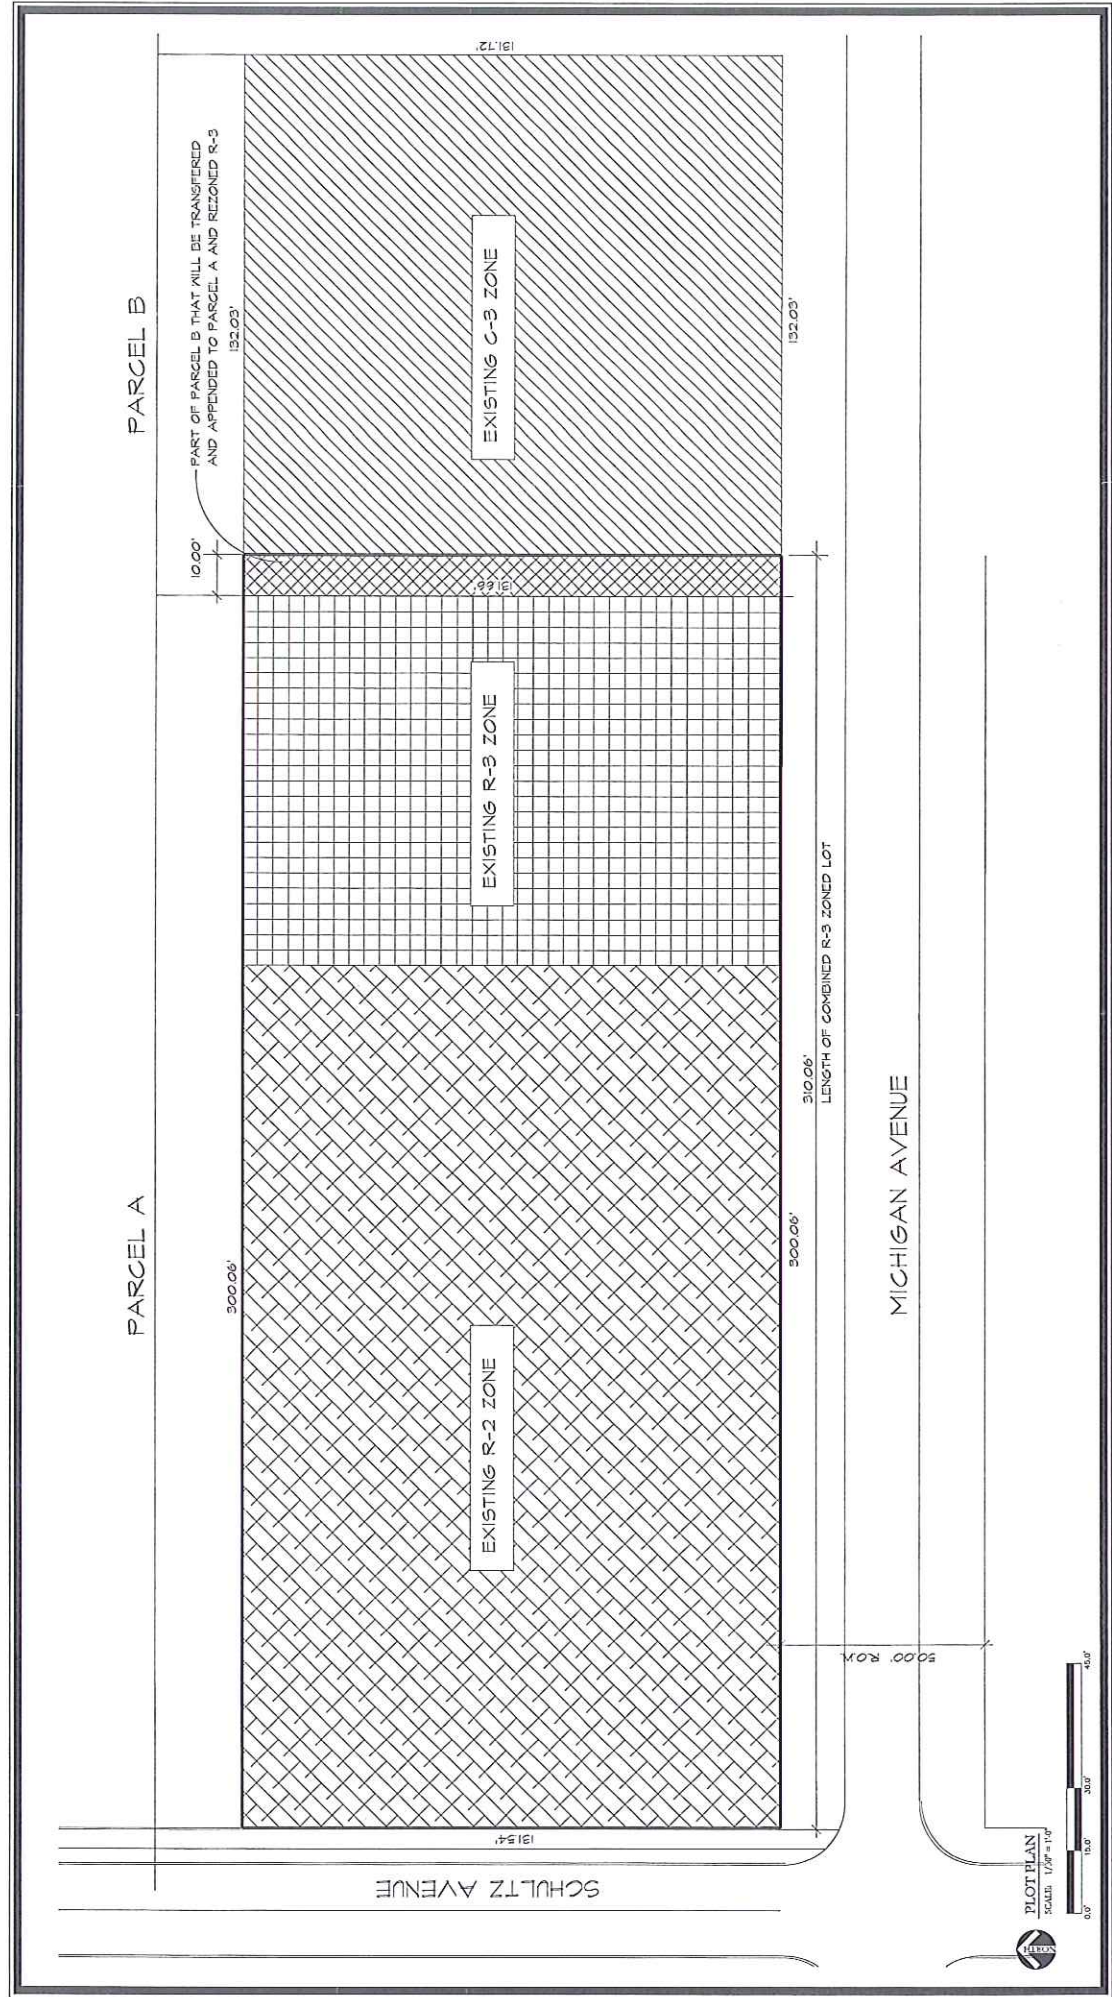 PARCEL A
PARCEL B
PART OF PARCEL B THAT WILL BE TRANSFERED
AND APPENDED TO PARCEL A AND REZONED R-3
10.00'
132.03'
300.06'
131.72'
131.66'
131.54'
EXISTING R-2 ZONE
EXISTING R-3 ZONE
EXISTING C-3 ZONE
SCHULTZ AVENUE
132.03'
300.06'
310.06'
LENGTH OF COMBINED R-3 ZONED LOT
50.00' R.O.W.
MICHIGAN AVENUE
NORTH
PLOT PLAN
SCALE: 1/30" = 1'0"
0.0'
15.0'
30.0'
45.0'